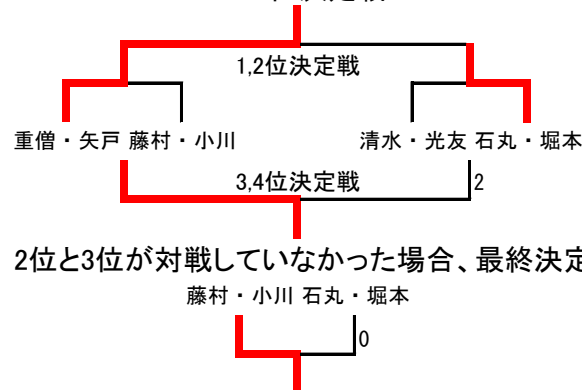 1,2位決定戦
重僧・矢戸 藤村・小川 清水・光友 石丸・堀本
3,4位決定戦
2
2位と3位が対戦していなかった場合、最終決定
藤村・小川 石丸・堀本
0